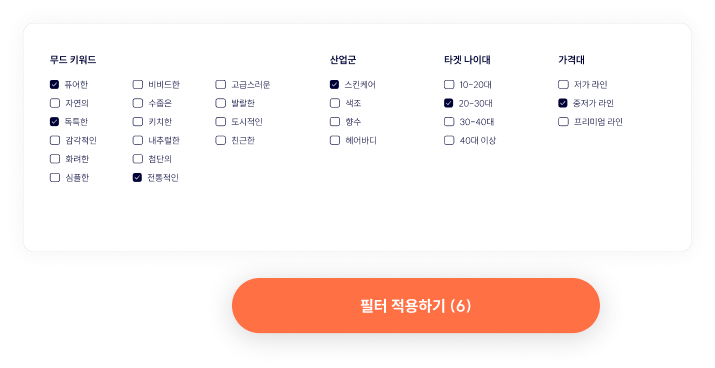 무드 키워드
퓨어한
자연의
독특한
감각적인
화려한
심플한
비비드한
수줍은
키치한
내추럴한
첨단의
전통적인
고급스러운
발랄한
도시적인
친근한
산업군
스킨케어
색조
향수
헤어바디
타겟 나이대
10-20대
20-30대
30-40대
40대 이상
가격대
저가 라인
중저가 라인
프리미엄 라인
필터 적용하기 (6)